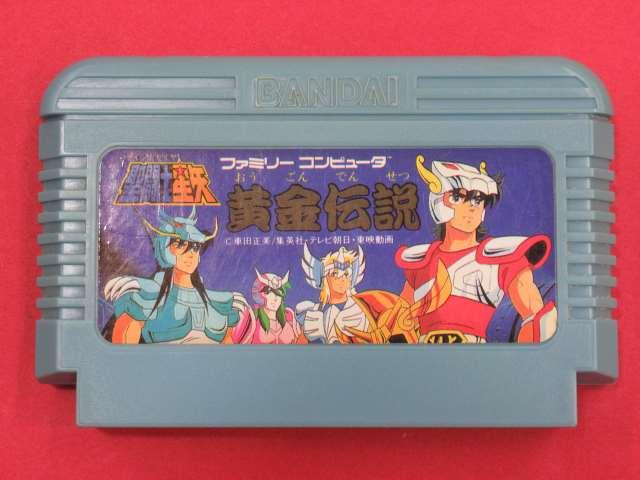 BANDAI
聖闘士星矢
ファミリー コンピュータ
おう ごん でん せつ
黄金伝説
©車田正美/集英社・テレビ朝日・東映動画